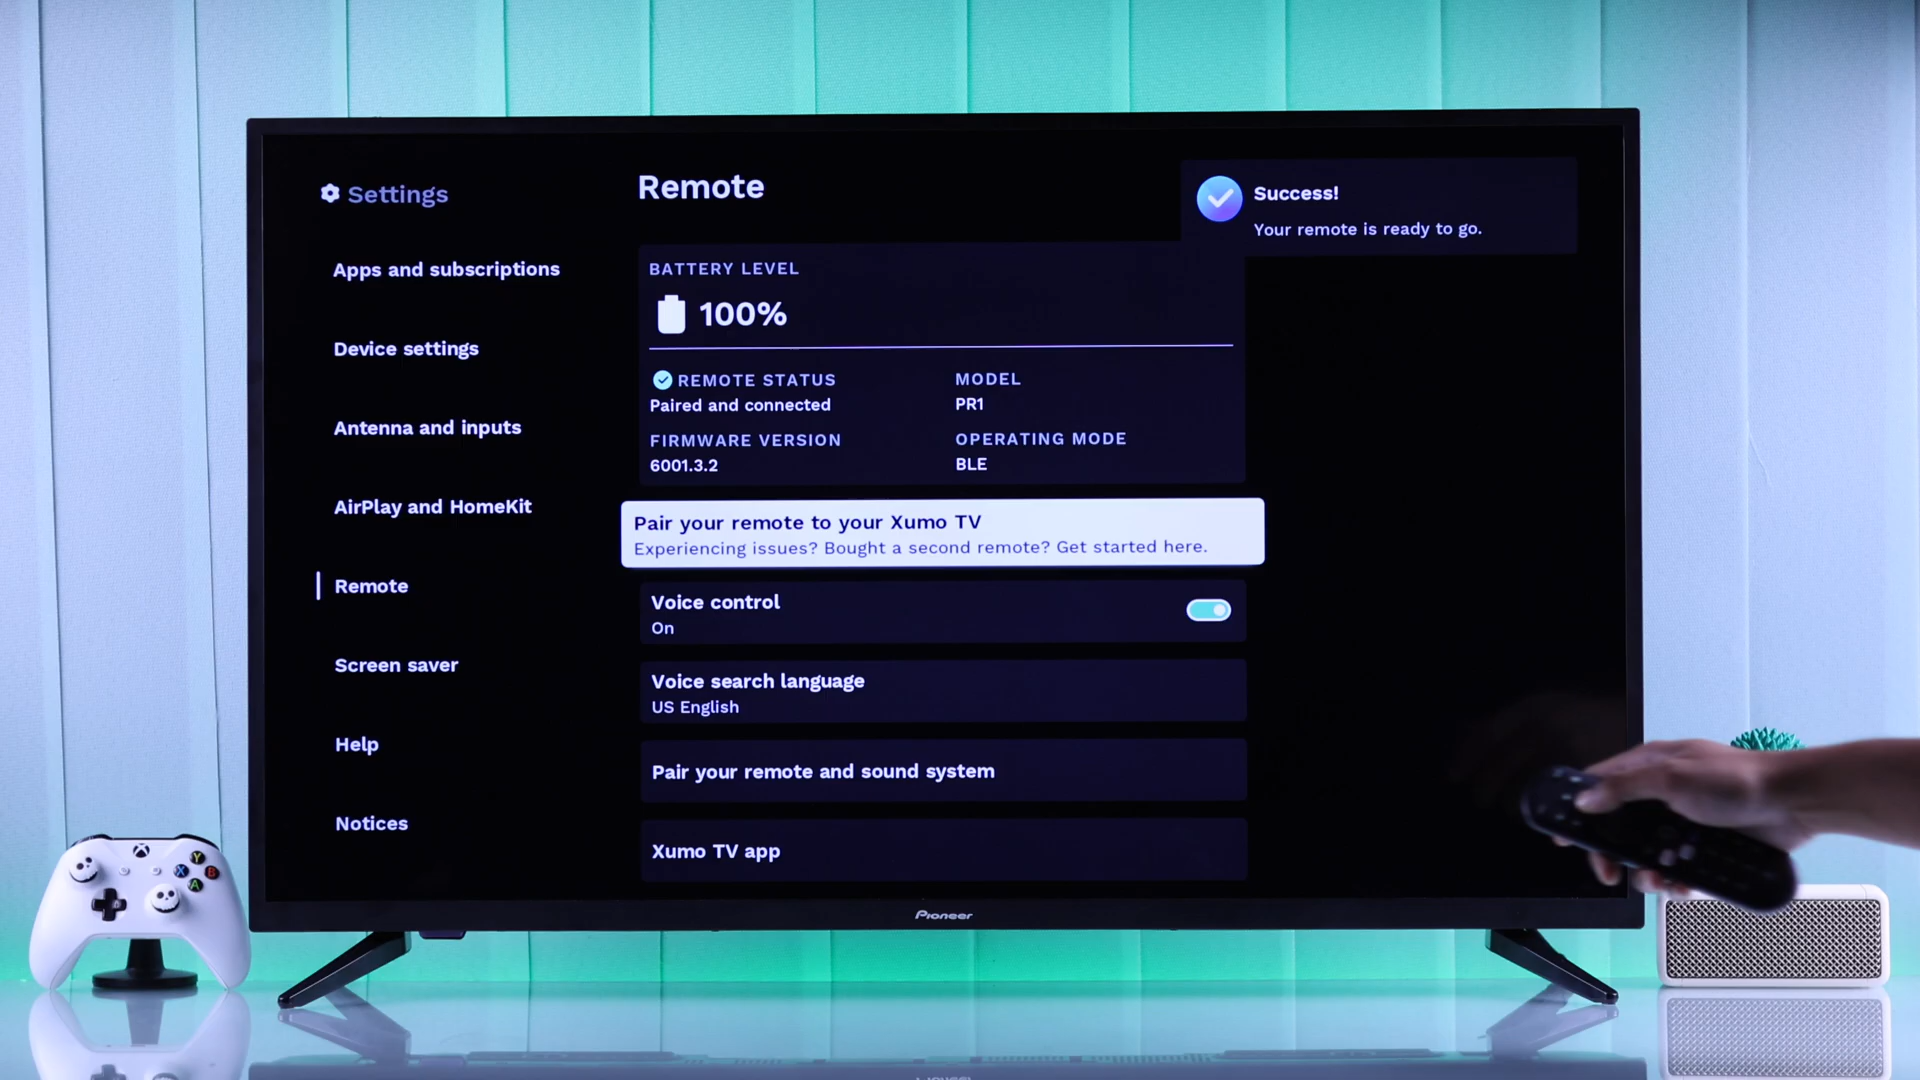 Settings
Apps and subscriptions
Device settings
Antenna and inputs
AirPlay and HomeKit
Remote
Screen saver
Help
Notices
Remote
BATTERY LEVEL
100%
REMOTE STATUS
Paired and connected
MODEL
PR1
FIRMWARE VERSION
6001.3.2
OPERATING MODE
BLE
Pair your remote to your Xumo TV
Experiencing issues? Bought a second remote? Get started here.
Voice control
On
Voice search language
US English
Pair your remote and sound system
Xumo TV app
Success!
Your remote is ready to go.
Pioneer
Y
X
B
A